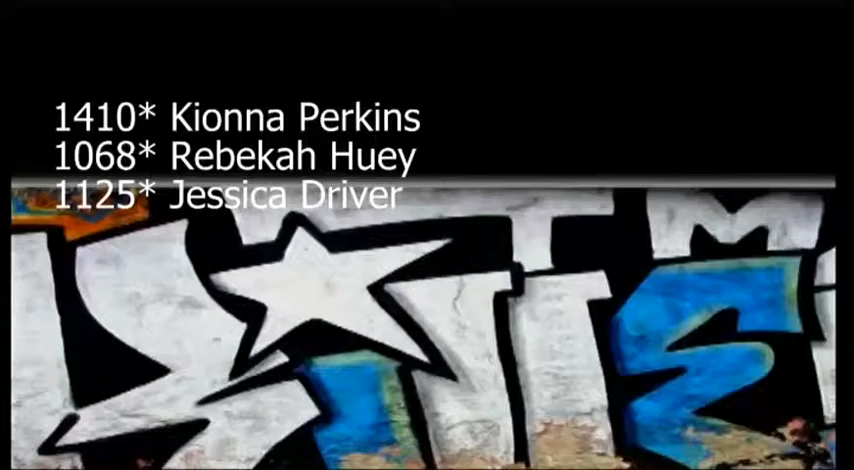 1410* Kionna Perkins
1068* Rebekah Huey
1125* Jessica Driver